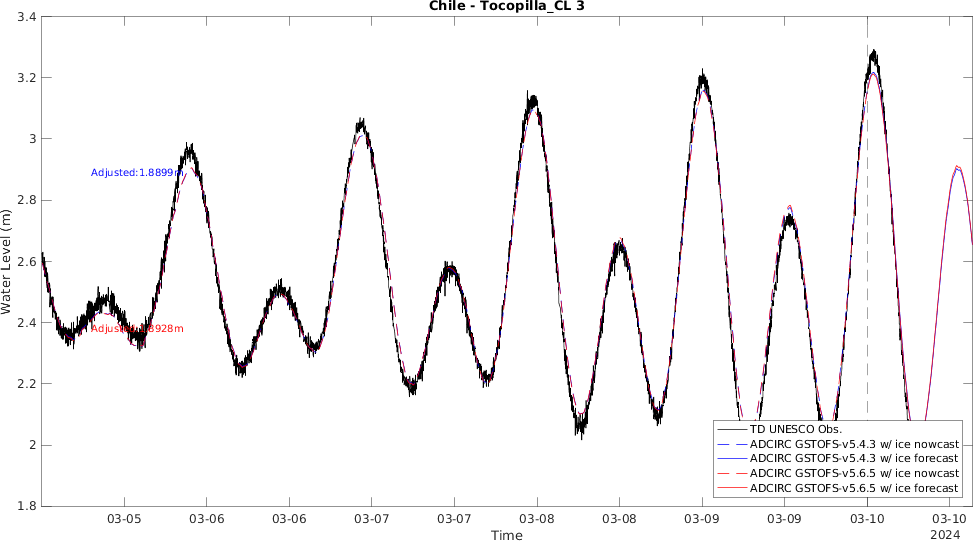 Chile - Tocopilla_CL 3
3.4
3.2
3
2.8
2.6
2.4
2.2
2
1.8
Water Level (m)
Adjusted:1.8899m
TD UNESCO Obs.
ADCIRC GSTOFS-v5.4.3 w/ ice nowcast
ADCIRC GSTOFS-v5.4.3 w/ ice forecast
ADCIRC GSTOFS-v5.6.5 w/ ice nowcast
ADCIRC GSTOFS-v5.6.5 w/ ice forecast
03-05 03-06 03-06 03-07 03-07 03-08 03-08 03-09 03-09 03-10 03-10
2024
Time